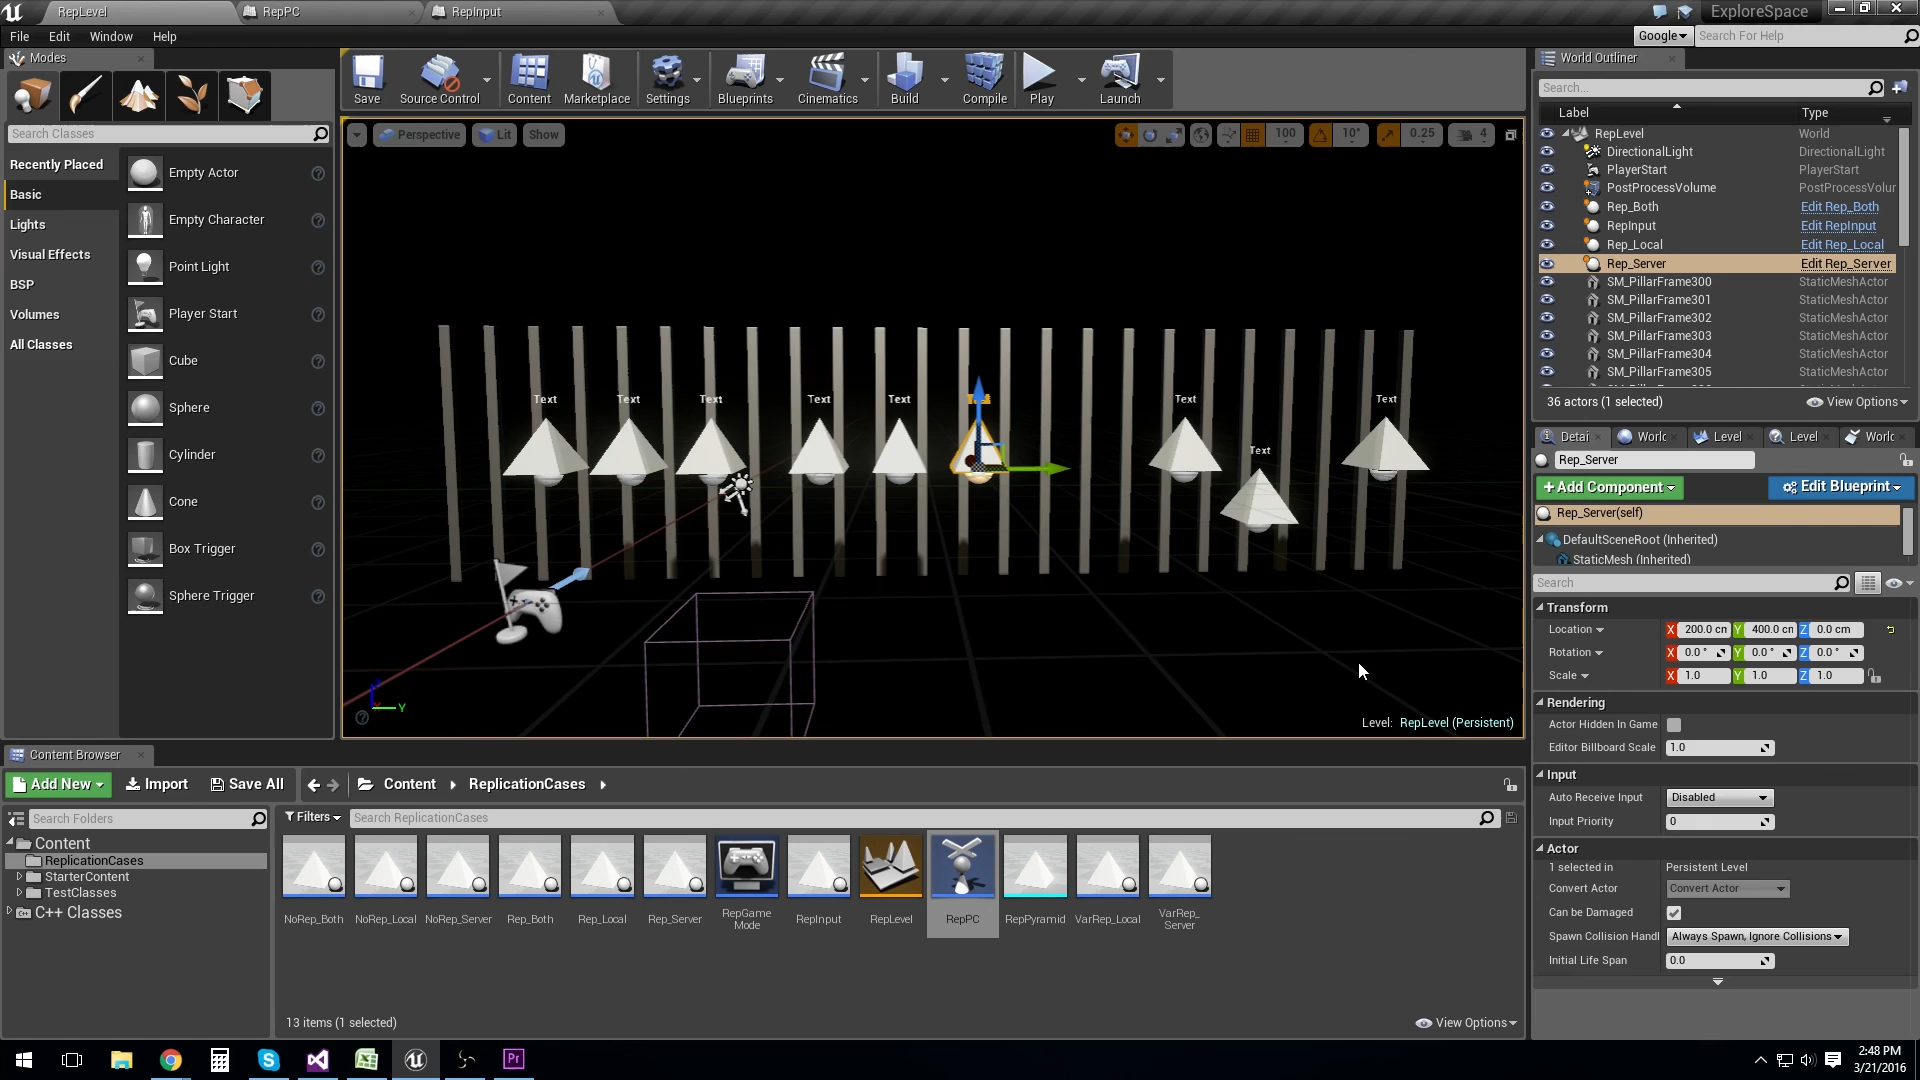 RepLevel
RepPC
RepInput
ExploreSpace
File Edit Window Help
Google
Search For Help
Modes
Search Classes
Recently Placed
Basic
Lights
Visual Effects
BSP
Volumes
All Classes
Empty Actor
Empty Character
Point Light
Player Start
Cube
Sphere
Cylinder
Cone
Box Trigger
Sphere Trigger
Save
Source Control
Content
Marketplace
Settings
Blueprints
Cinematics
Build
Compile
Play
Launch
Perspective
Lit
Show
100
10°
0.25
4
Text
Text
Text
Text
Text
Text
Text
Text
Y
Level: RepLevel (Persistent)
World Outliner
Search...
Label Type
RepLevel World
DirectionalLight DirectionalLight
PlayerStart PlayerStart
PostProcessVolume PostProcessVolur
Rep_Both Edit Rep_Both
RepInput Edit RepInput
Rep_Local Edit Rep_Local
Rep_Server Edit Rep_Server
SM_PillarFrame300 StaticMeshActor
SM_PillarFrame301 StaticMeshActor
SM_PillarFrame302 StaticMeshActor
SM_PillarFrame303 StaticMeshActor
SM_PillarFrame304 StaticMeshActor
SM_PillarFrame305 StaticMeshActor
36 actors (1 selected)
View Options
Detai
World
Level
Level
World
Rep_Server
+Add Component
Edit Blueprint
Rep_Server(self)
DefaultSceneRoot (Inherited)
StaticMesh (Inherited)
Search
Transform
Location X 200.0 cm Y 400.0 cm Z 0.0 cm
Rotation X 0.0 ° Y 0.0 ° Z 0.0 °
Scale X 1.0 Y 1.0 Z 1.0
Rendering
Actor Hidden In Game
Editor Billboard Scale 1.0
Input
Auto Receive Input Disabled
Input Priority 0
Actor
1 selected in Persistent Level
Convert Actor Convert Actor
Can be Damaged
Spawn Collision Handl Always Spawn, Ignore Collisions
Initial Life Span 0.0
Content Browser
Add New
Import
Save All
Content
ReplicationCases
Search Folders
Content
ReplicationCases
StarterContent
TestClasses
C++ Classes
Filters
Search ReplicationCases
NoRep_Both
NoRep_Local
NoRep_Server
Rep_Both
Rep_Local
Rep_Server
RepGame
Mode
RepInput
RepLevel
RepPC
RepPyramid
VarRep_Local
VarRep_
Server
13 items (1 selected)
View Options
Pr
2:48 PM
3/21/2016